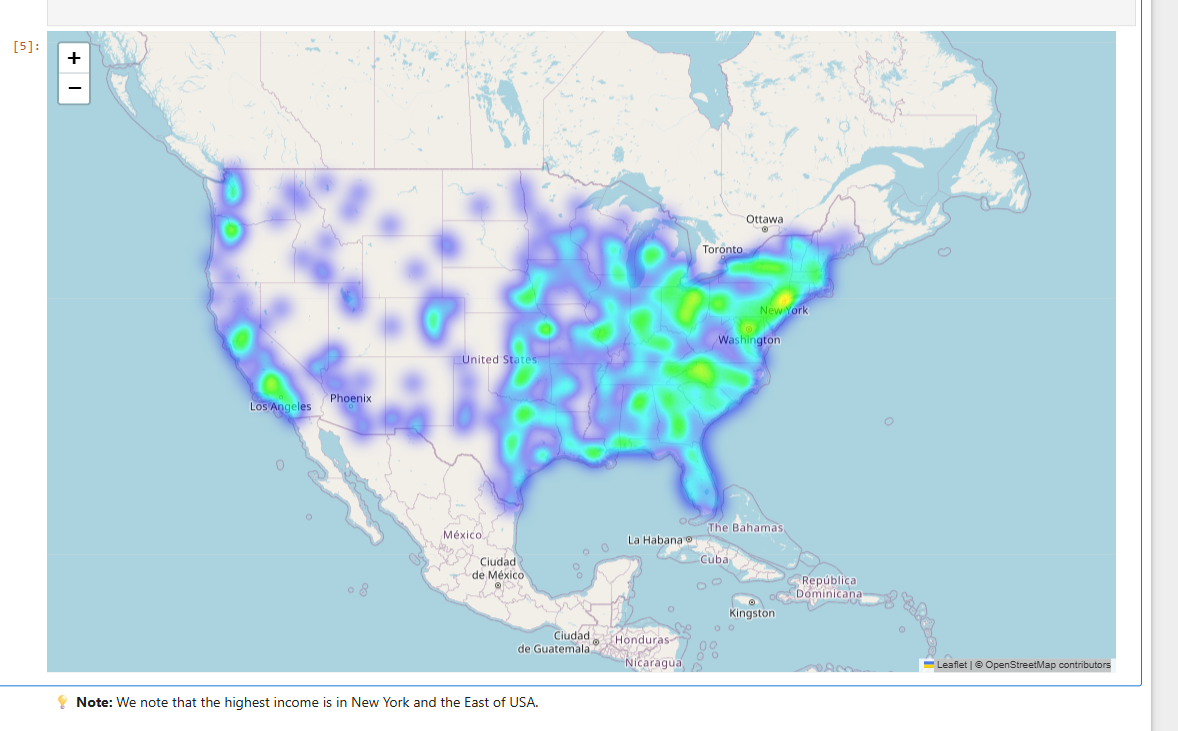 [5]:
+
−
Ottawa
Toronto
New York
Washington
United States
Phoenix
Los Angeles
México
Ciudad
de México
La Habana
The Bahamas
Cuba
República
Dominicana
Kingston
Ciudad
de Guatemala
Honduras
Nicaragua
Leaflet | © OpenStreetMap contributors
Note: We note that the highest income is in New York and the East of USA.